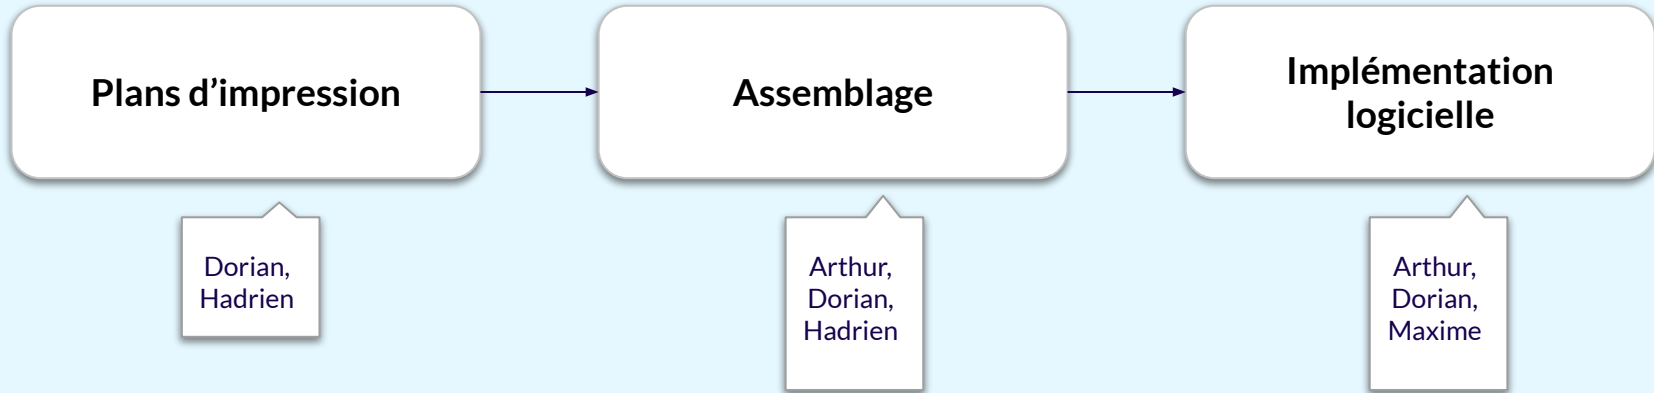 Plans d’impression
Assemblage
Implémentation
logicielle
Dorian,
Hadrien
Arthur,
Dorian,
Hadrien
Arthur,
Dorian,
Maxime